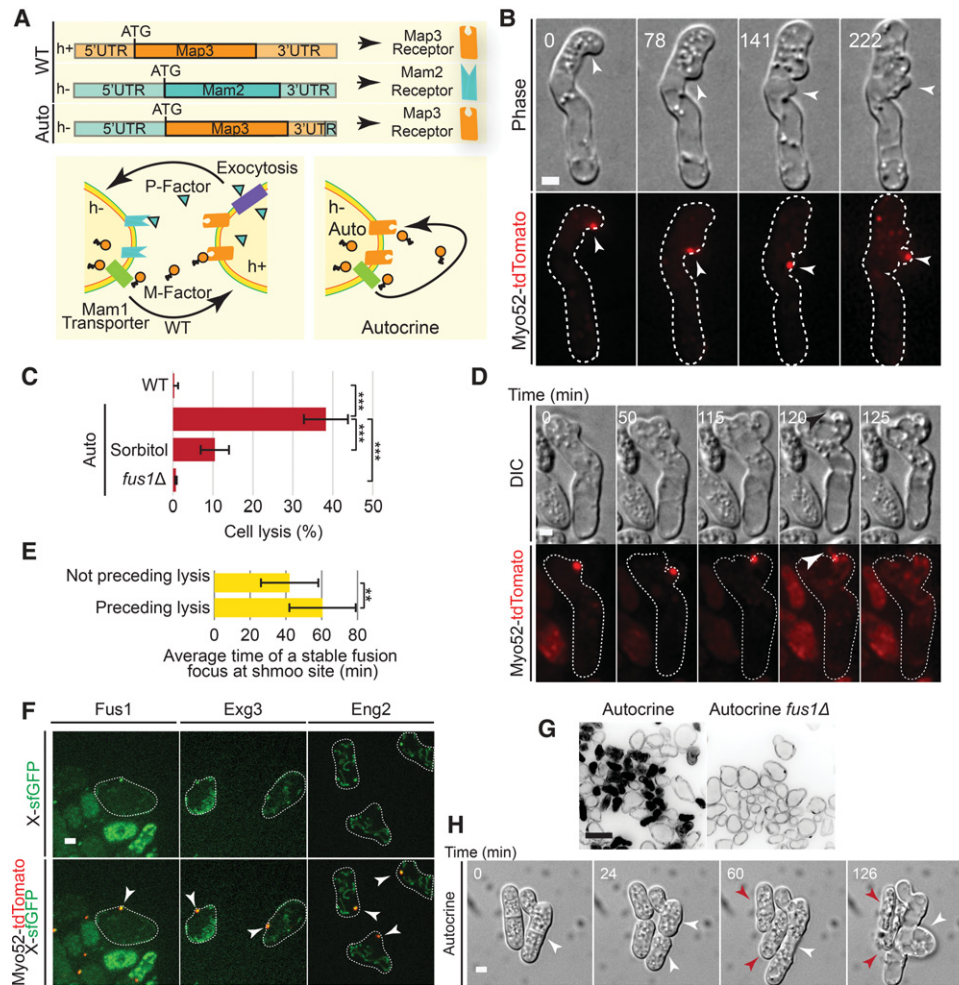 A
WT
Auto
h+
ATG
5'UTR Map3 3'UTR
Map3
Receptor
h-
ATG
5'UTR Mam2 3'UTR
Mam2
Receptor
h-
ATG
5'UTR Map3 3'UTR
Map3
Receptor
Exocytosis
P-Factor
h-
h+
M-Factor
Mam1
Transporter
WT
h-
Auto
Autocrine
B
Phase
0 78 141 222
Myo52-tdTomato
C
WT
Auto
Sorbitol
fus1Δ
*** *** ***
0 10 20 30 40 50
Cell lysis (%)
D
Time (min)
DIC
0 50 115 120 125
Myo52-tdTomato
E
Not preceding lysis
Preceding lysis
**
0 20 40 60 80
Average time of a stable fusion
focus at shmoo site (min)
F
Fus1 Exg3 Eng2
X-sfGFP
Myo52-tdTomato
X-sfGFP
G
Autocrine Autocrine fus1Δ
H
Time (min)
Autocrine
0 24 60 126